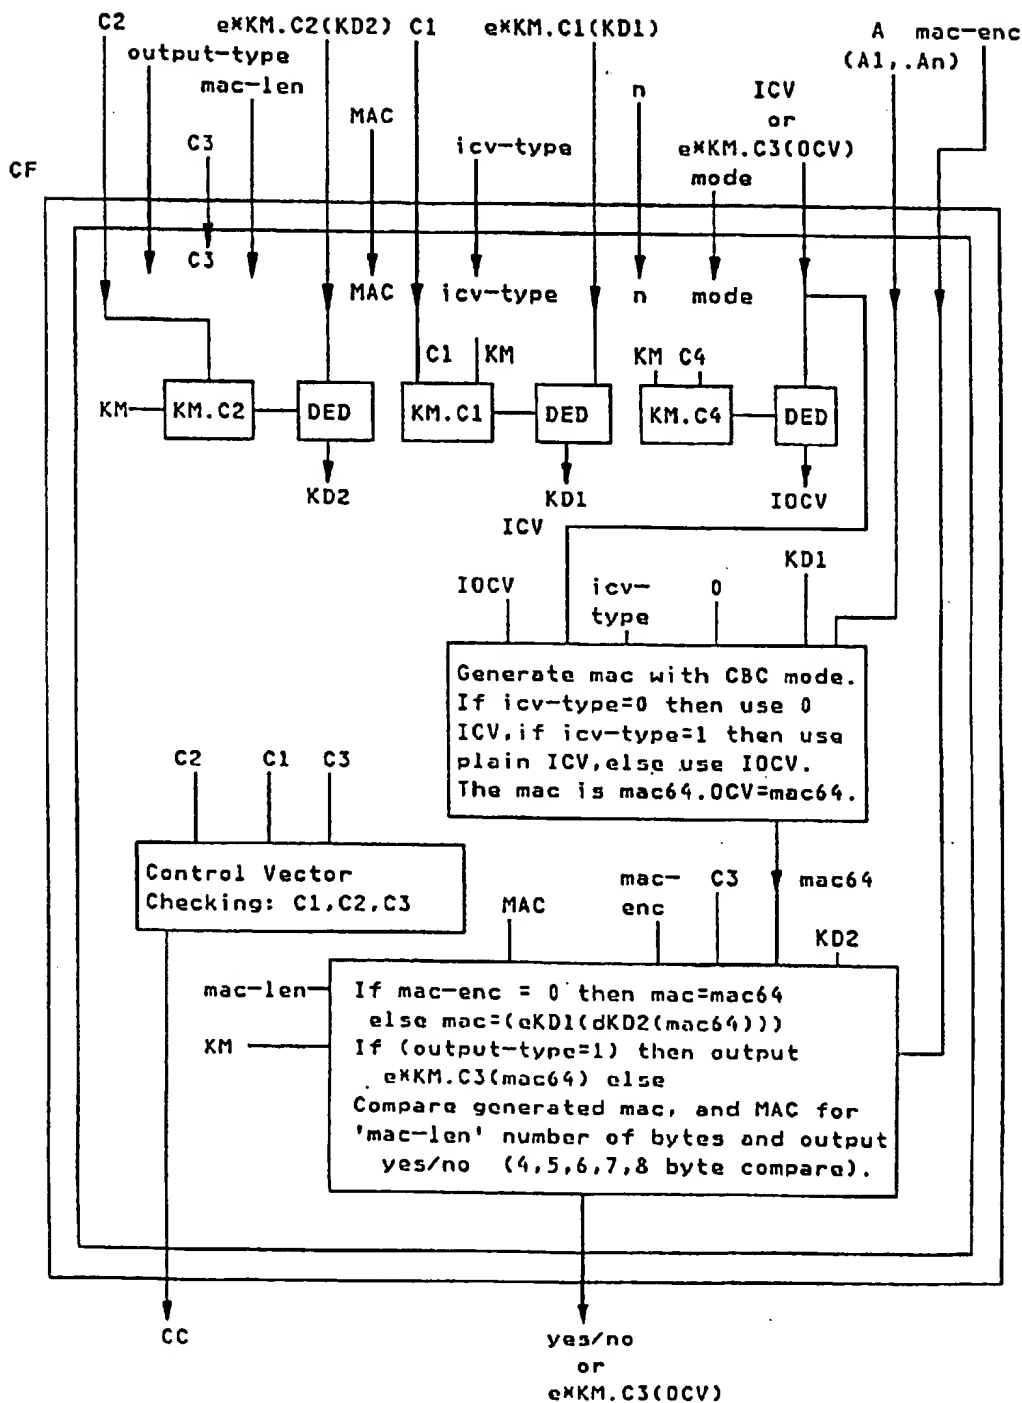 C2 e*KM.C2(KD2) C1 e*KM.C1(KD1) A mac-enc
output-type (A1,.An)
mac-len n ICV
MAC or
C3 icv-type e*KM.C3(OCV)
CF mode
C3
MAC icv-type n mode
C1 KM KM C4
KM KM.C2 DED KM.C1 DED KM.C4 DED
KD2 KD1 IOCV
ICV
KD1
IOCV icv- 0
type
Generate mac with CBC mode.
If icv-type=0 then use 0
ICV,if icv-type=1 then use
plain ICV,else use IOCV.
The mac is mac64.OCV=mac64.
C2 C1 C3
Control Vector
Checking: C1,C2,C3
mac- C3 mac64
enc
MAC
KD2
mac-len
KM
If mac-enc = 0 then mac=mac64
else mac=(eKD1(dKD2(mac64)))
If (output-type=1) then output
e*KM.C3(mac64) else
Compare generated mac, and MAC for
'mac-len' number of bytes and output
yes/no (4,5,6,7,8 byte compare).
CC
yes/no
or
e*KM.C3(OCV)